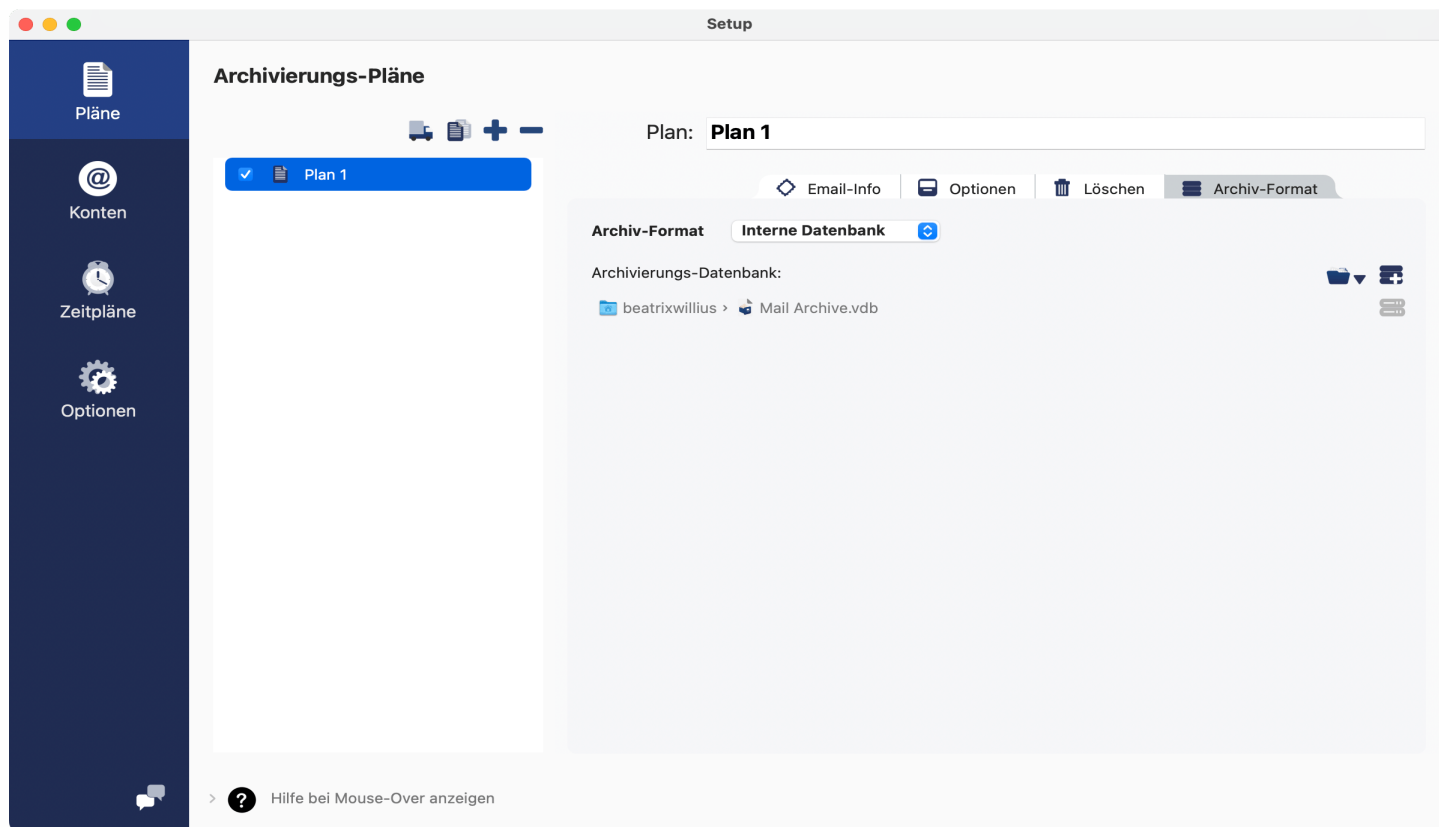 Setup
Pläne
Konten
Zeitpläne
Optionen
Archivierungs-Pläne
Plan 1
Plan: Plan 1
Email-Info Optionen Löschen Archiv-Format
Archiv-Format Interne Datenbank
Archivierungs-Datenbank:
beatrixwillius › Mail Archive.vdb
> ? Hilfe bei Mouse-Over anzeigen